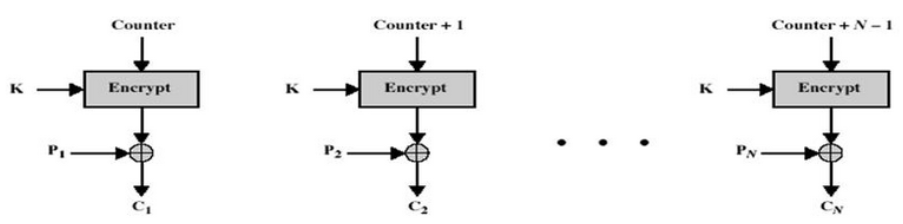 Counter
Counter + 1
Counter + N – 1
K
Encrypt
K
Encrypt
K
Encrypt
P1
P2
PN
C1
C2
CN